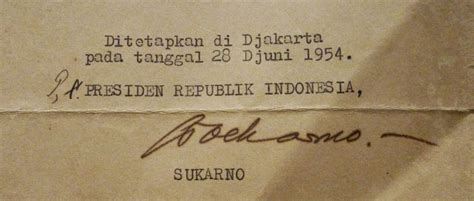 Ditetapkan di Djakarta
pada tanggal 28 Djuni 1954.
PRESIDEN REPUBLIK INDONESIA,
Soekarno.—
SUKARNO